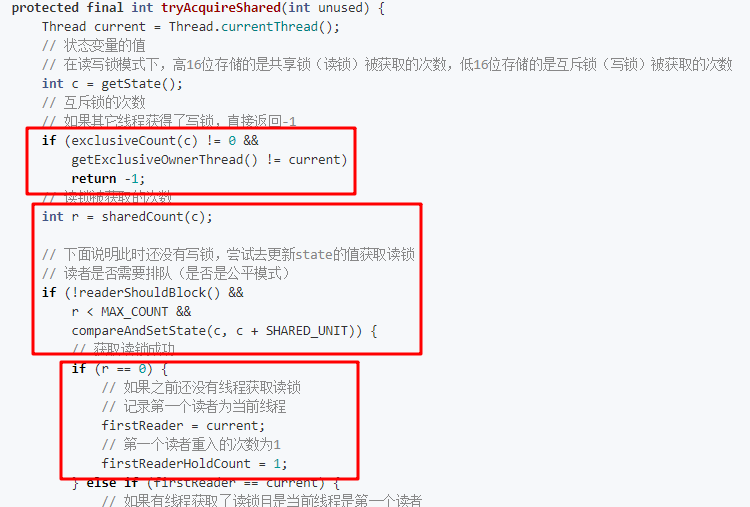 protected final int tryAcquireShared(int unused) {
Thread current = Thread.currentThread();
// 状态变量的值
// 在读写锁模式下，高16位存储的是共享锁（读锁）被获取的次数，低16位存储的是互斥锁（写锁）被获取的次数
int c = getState();
// 互斥锁的次数
// 如果其它线程获得了写锁，直接返回-1
if (exclusiveCount(c) != 0 &&
getExclusiveOwnerThread() != current)
return -1;
// 读锁被获取的次数
int r = sharedCount(c);
// 下面说明此时还没有写锁，尝试去更新state的值获取读锁
// 读者是否需要排队（是否是公平模式）
if (!readerShouldBlock() &&
r < MAX_COUNT &&
compareAndSetState(c, c + SHARED_UNIT)) {
// 获取读锁成功
if (r == 0) {
// 如果之前还没有线程获取读锁
// 记录第一个读者为当前线程
firstReader = current;
// 第一个读者重入的次数为1
firstReaderHoldCount = 1;
} else if (firstReader == current) {
// 如果有线程获取了读锁且是当前线程是第一个读者